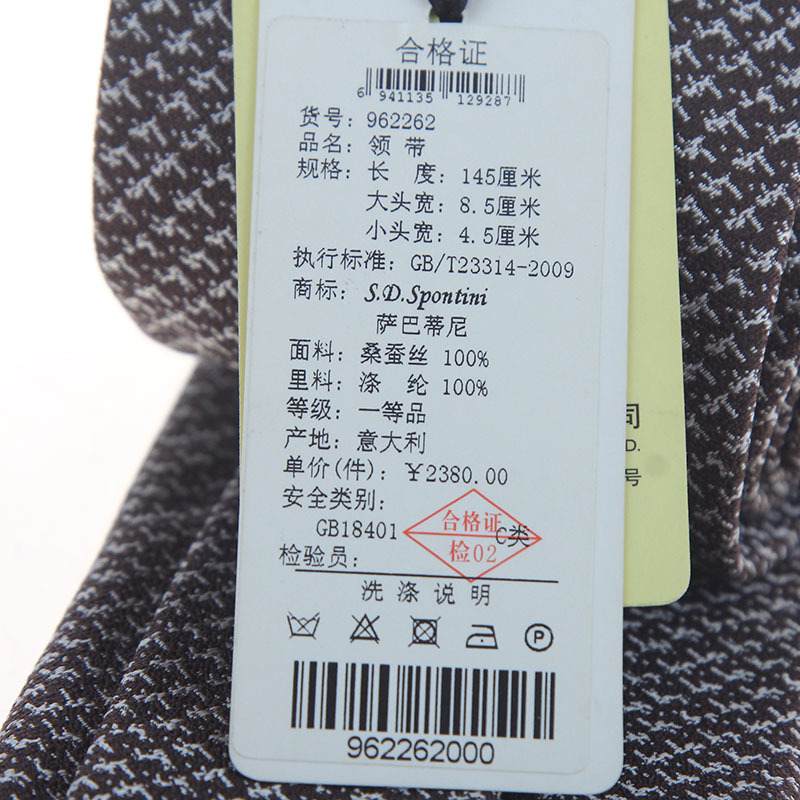 合格证
6 941135 129287
货号: 962262
品名: 领 带
规格: 长 度: 145厘米
大头宽: 8.5厘米
小头宽: 4.5厘米
执行标准: GB/T23314-2009
商标: S.D.Spontini
萨巴蒂尼
面料: 桑蚕丝 100%
里料: 涤 纶 100%
等级: 一等品
产地: 意大利
单价(件): ¥2380.00
安全类别:
GB18401 C类
合格证
检02
检验员:
洗涤说明
P
962262000
司
D.
号